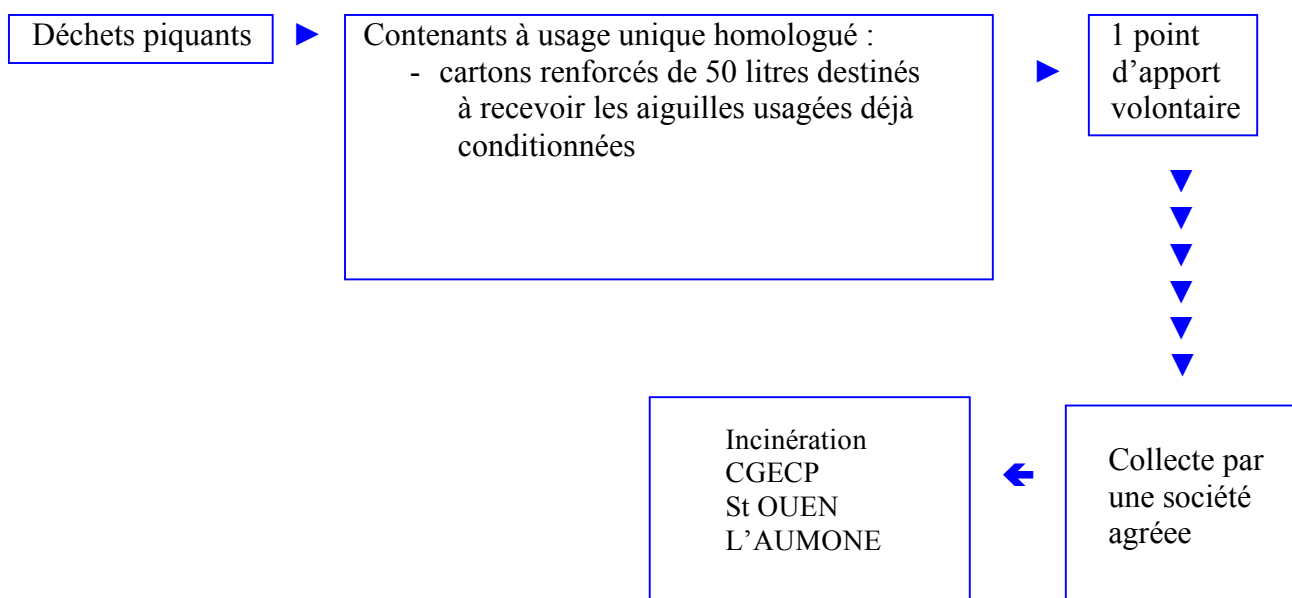 Déchets piquants
Contenants à usage unique homologué :
- cartons renforcés de 50 litres destinés
à recevoir les aiguilles usagées déjà
conditionnées
1 point
d’apport
volontaire
Collecte par
une société
agréee
Incinération
CGECP
St OUEN
L’AUMONE